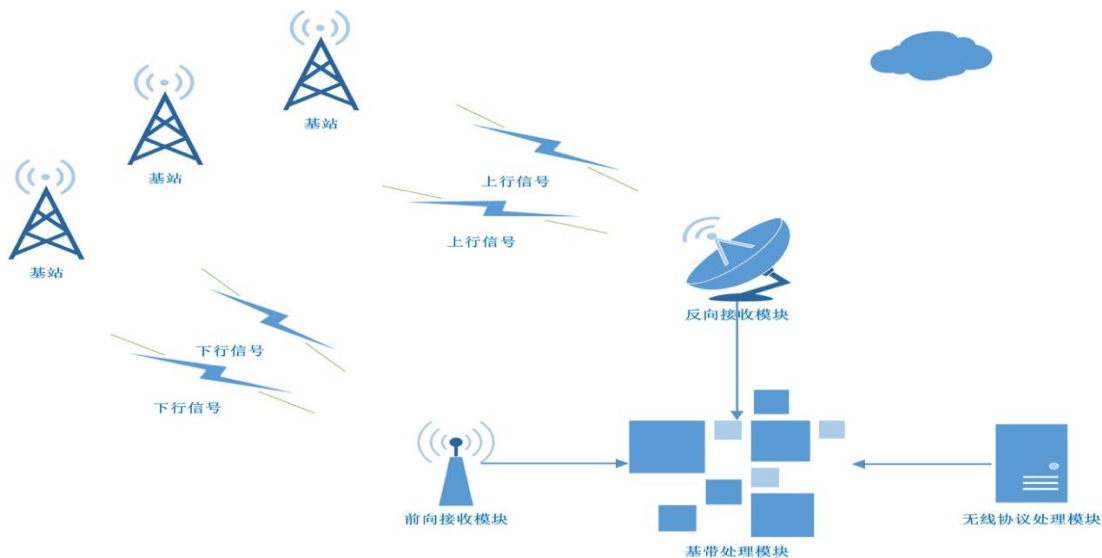 基站
基站
上行信号
上行信号
基站
反向接收模块
下行信号
下行信号
前向接收模块
无线协议处理模块
基带处理模块